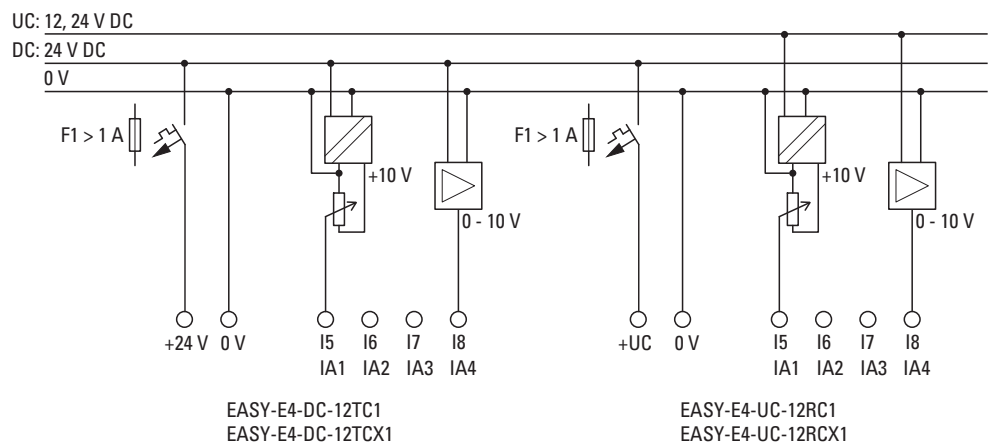 UC: 12, 24 V DC
DC: 24 V DC
0 V
F1 > 1 A
+10 V
0 - 10 V
F1 > 1 A
+10 V
0 - 10 V
+24 V 0 V I5 I6 I7 I8
IA1 IA2 IA3 IA4
+UC 0 V I5 I6 I7 I8
IA1 IA2 IA3 IA4
EASY-E4-DC-12TC1
EASY-E4-DC-12TCX1
EASY-E4-UC-12RC1
EASY-E4-UC-12RCX1